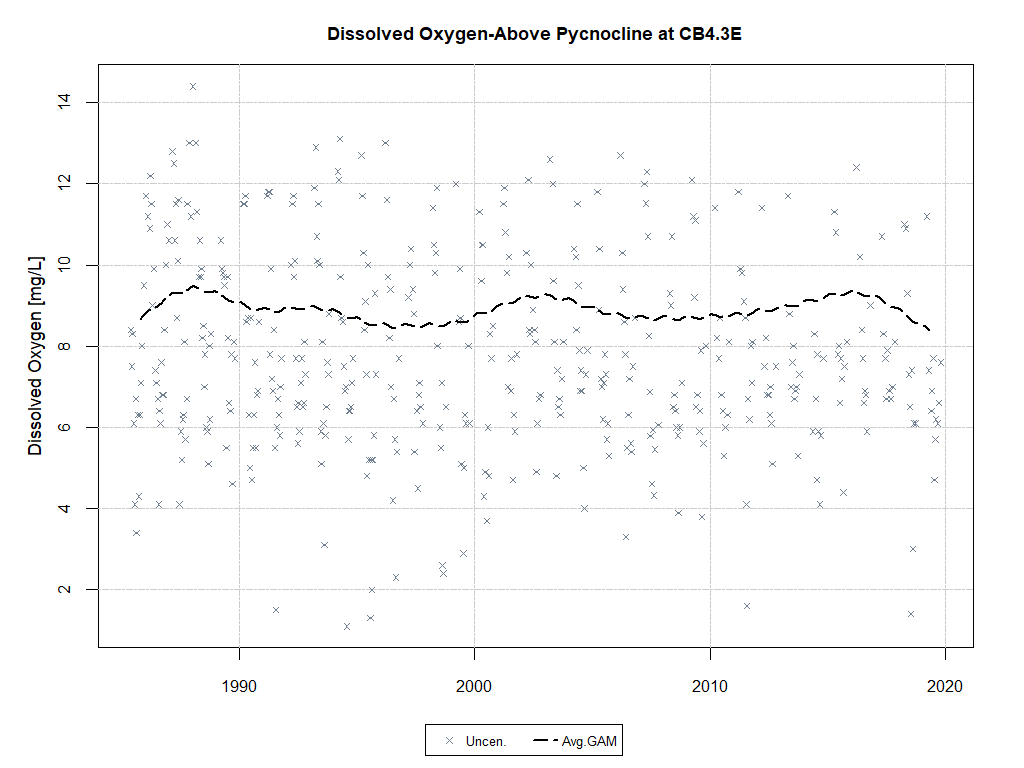 Dissolved Oxygen-Above Pycnocline at CB4.3E
Dissolved Oxygen [mg/L]
14
12
10
8
6
4
2
1990 2000 2010 2020
Uncen. Avg.GAM